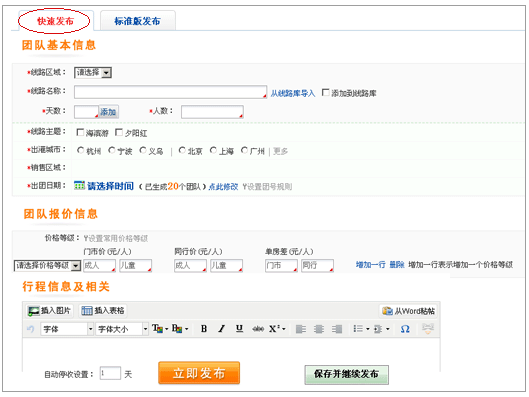 快速发布 标准版发布
团队基本信息
*线路区域： 请选择
*线路名称： 从线路库导入 添加到线路库
*天数： 添加 *人数：
*线路主题： 海滨游 夕阳红
*出港城市： 杭州 宁波 义乌 | 北京 上海 广州 | 更多
*销售区域：
*出团日期： 请选择时间 （已生成20个团队）点此修改 设置团号规则
团队报价信息
价格等级： 设置常用价格等级
门市价(元/人) 同行价(元/人) 单房差(元/人)
请选择价格等级 成人 儿童 成人 儿童 门市 同行 增加一行 删除 增加一行表示增加一个价格等级
行程信息及相关
插入图片 插入表格 从Word粘帖
字体 字体大小 T B B I U abc X² Ω
自动停收设置： 1 天 立即发布 保存并继续发布